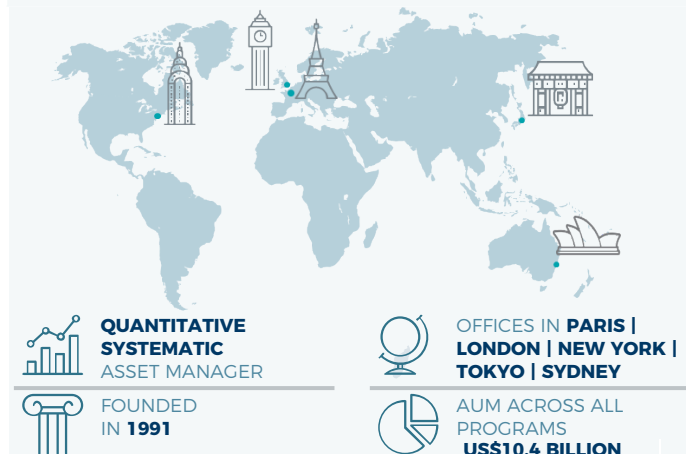 QUANTITATIVE
SYSTEMATIC
ASSET MANAGER
OFFICES IN PARIS |
LONDON | NEW YORK |
TOKYO | SYDNEY
FOUNDED
IN 1991
AUM ACROSS ALL
PROGRAMS
US$10.4 BILLION